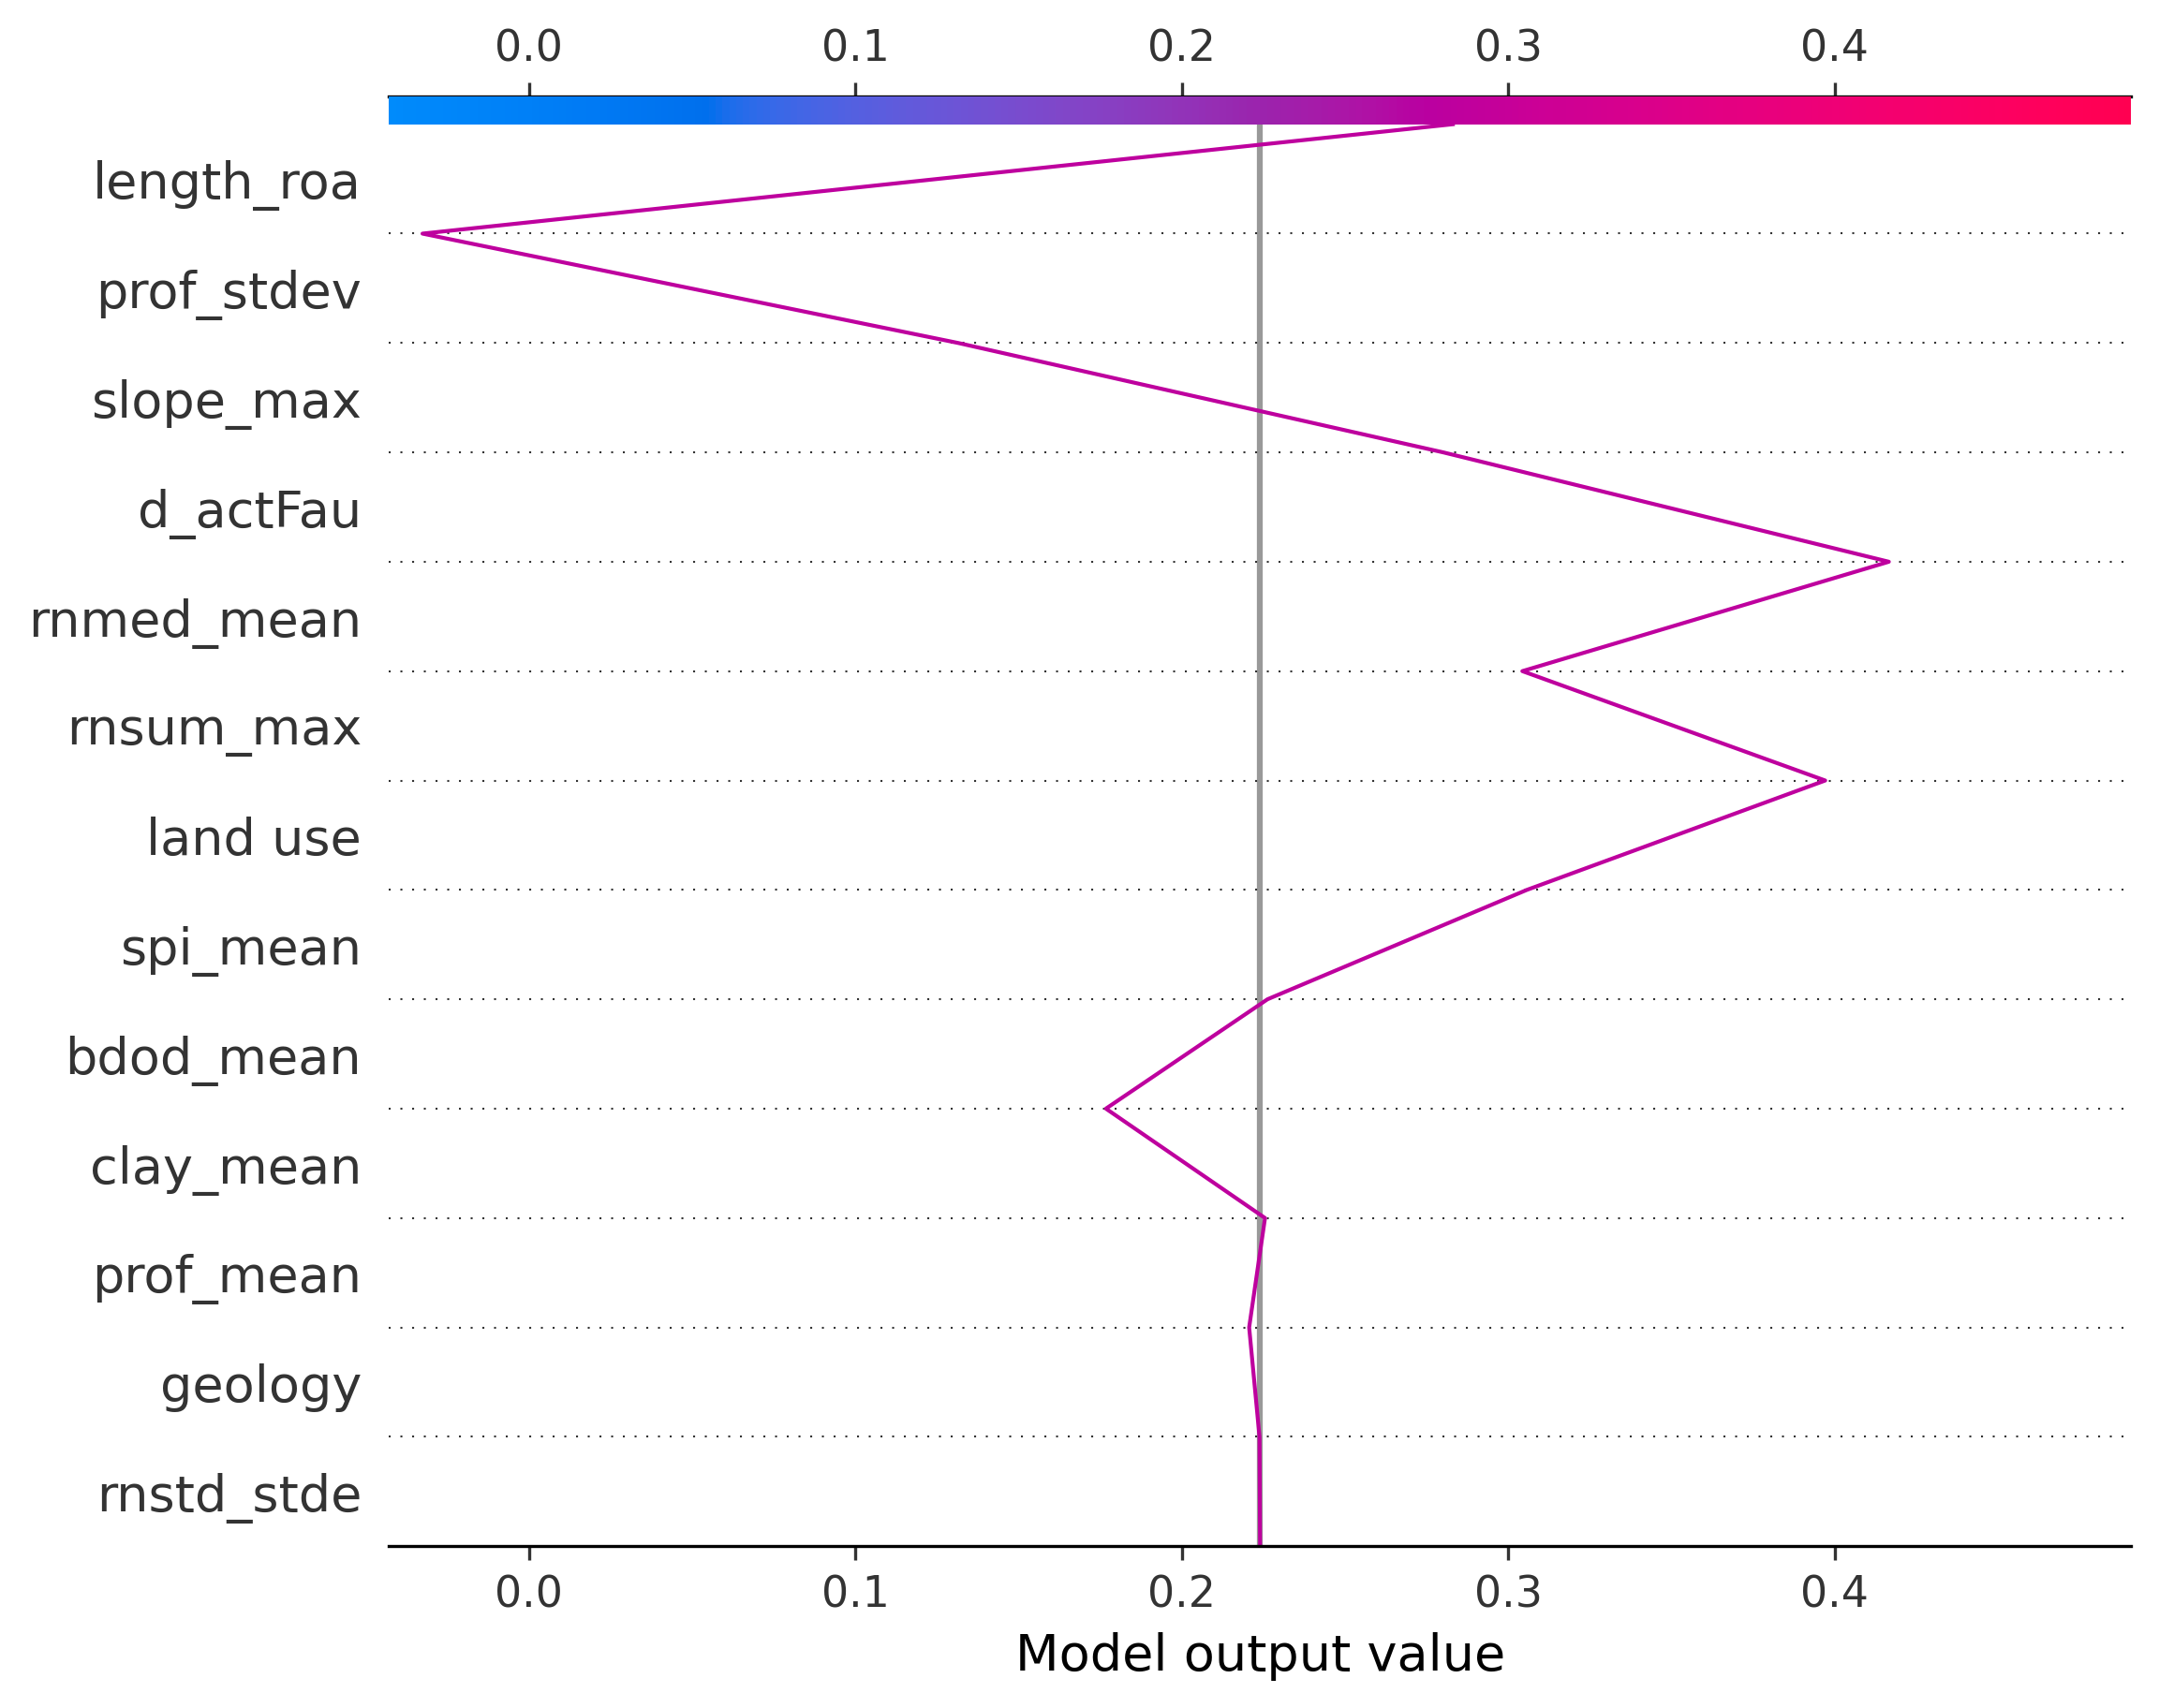 0.0 0.1 0.2 0.3 0.4
length_roa
prof_stdev
slope_max
d_actFau
rnmed_mean
rnsum_max
land use
spi_mean
bdod_mean
clay_mean
prof_mean
geology
rnstd_stde
0.0 0.1 0.2 0.3 0.4
Model output value